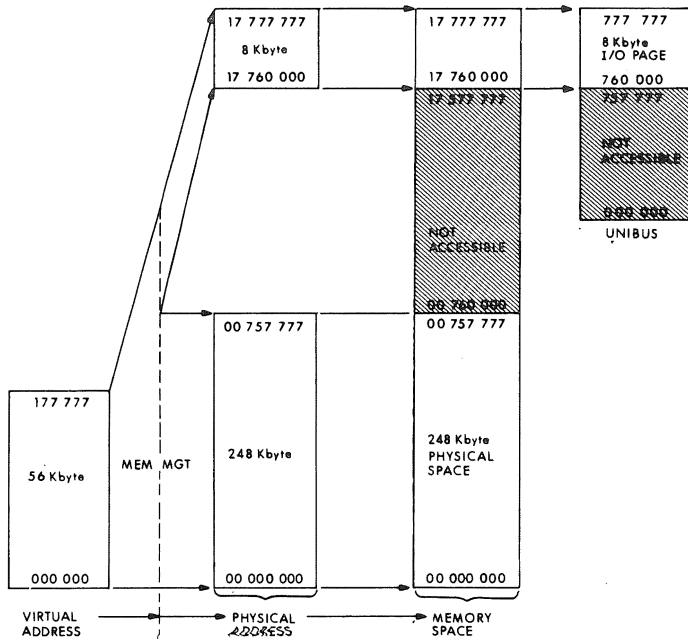 17 777 777
8 Kbyte
17 760 000
17 777 777
17 760 000
17 577 777
NOT
ACCESSIBLE
00 760 000
777 777
8 Kbyte
I/O PAGE
760 000
757 777
NOT
ACCESSIBLE
000 000
UNIBUS
177 777
56 Kbyte
000 000
MEM MGT
00 757 777
248 Kbyte
00 000 000
00 757 777
248 Kbyte
PHYSICAL
SPACE
00 000 000
VIRTUAL
ADDRESS
PHYSICAL
ADDRESS
MEMORY
SPACE